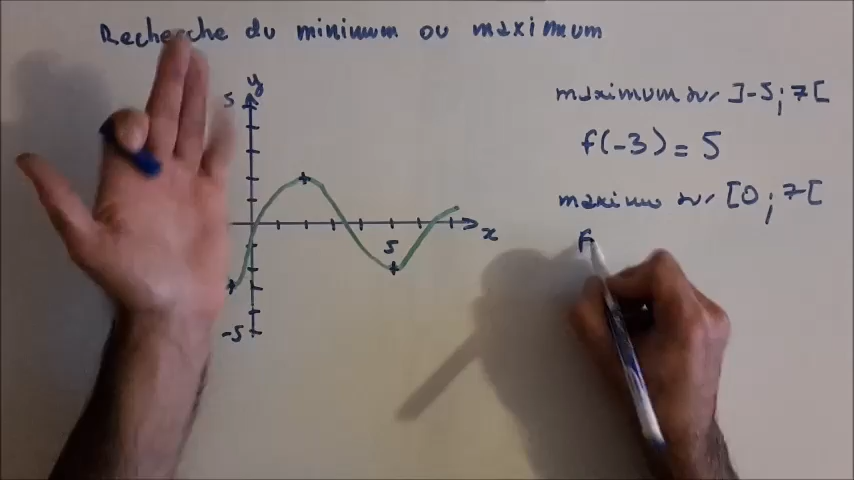 Recherche du minimum ou maximum
y
5
maximum sur ]-5;7[
f(-3) = 5
maximum sur [0;7[
f
5
x
-5